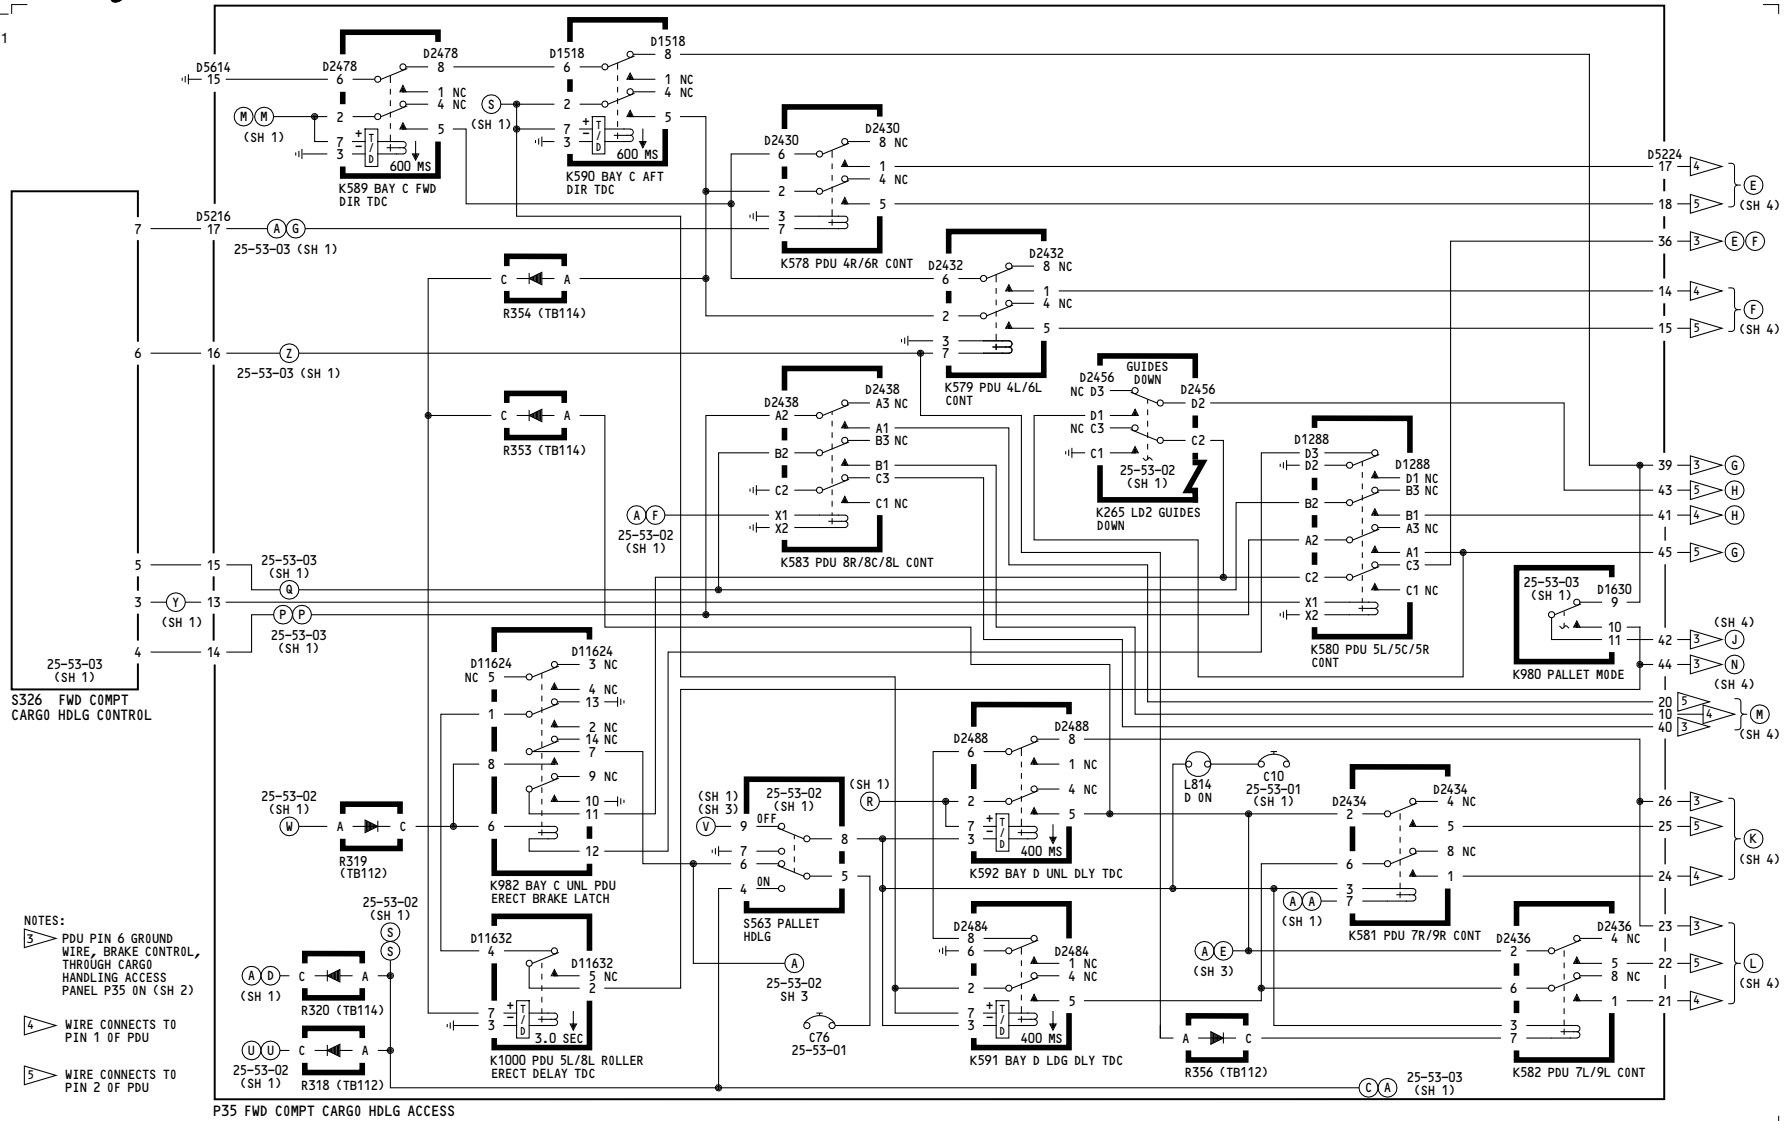 1
D5614
15
M M
(SH 1)
D2478
D2478
6
8
1 NC
4 NC
2
5
7
3
+
–
T/D
600 MS
K589 BAY C FWD
DIR TDC
S
(SH 1)
D1518
D1518
6
8
1 NC
4 NC
2
5
7
3
+
–
T/D
600 MS
K590 BAY C AFT
DIR TDC
D2430
D2430
6
8 NC
1
4 NC
2
5
3
7
K578 PDU 4R/6R CONT
D5224
17
4
18
5
E
(SH 4)
36
3
E F
14
4
15
5
F
(SH 4)
7
D5216
17
A G
25-53-03 (SH 1)
C
A
R354 (TB114)
D2432
D2432
6
8 NC
1
4 NC
2
5
3
7
K579 PDU 4L/6L
CONT
6
16
Z
25-53-03 (SH 1)
C
A
R353 (TB114)
D2438
D2438
A2
A3 NC
A1
B3 NC
B2
B1
C3
C2
C1 NC
X1
X2
K583 PDU 8R/8C/8L CONT
A F
25-53-02
(SH 1)
GUIDES
DOWN
D2456
D2456
NC D3
D2
D1
NC C3
C2
C1
25-53-02
(SH 1)
K265 LD2 GUIDES
DOWN
D1288
D1288
D3
D2
D1 NC
B3 NC
B2
B1
A3 NC
A2
A1
C3
C2
C1 NC
X1
X2
K580 PDU 5L/5C/5R
CONT
39
3
G
43
5
H
41
4
H
45
5
G
25-53-03
(SH 1)
D1630
9
10
11
K980 PALLET MODE
(SH 4)
42
3
J
44
3
N
(SH 4)
20
5
10
4
40
3
M
(SH 4)
5
15
25-53-03
(SH 1)
Q
3
Y
13
(SH 1)
P P
25-53-03
(SH 1)
4
14
25-53-03
(SH 1)
S326 FWD COMPT
CARGO HDLG CONTROL
D11624
D11624
NC 5
3 NC
4 NC
13
1
2 NC
14 NC
7
8
9 NC
10
11
6
12
K982 BAY C UNL PDU
ERECT BRAKE LATCH
25-53-02
(SH 1)
W
A
C
R319
(TB112)
(SH 1)
(SH 3)
V
25-53-02
(SH 1)
9
OFF
8
7
6
5
4
ON
S563 PALLET
HDLG
(SH 1)
R
D2488
D2488
6
8
1 NC
4 NC
2
5
7
3
+
–
T/D
400 MS
K592 BAY D UNL DLY TDC
L814
D ON
C10
25-53-01
(SH 1)
D2434
D2434
2
4 NC
5
6
8 NC
1
3
7
K581 PDU 7R/9R CONT
A A
(SH 1)
26
3
25
5
24
4
K
(SH 4)
25-53-02
(SH 1)
S
S
A D
(SH 1)
C
A
R320 (TB114)
U U
25-53-02
(SH 1)
C
A
R318 (TB112)
D11632
D11632
4
5 NC
2
7
3
+
–
T/D
3.0 SEC
K1000 PDU 5L/8L ROLLER
ERECT DELAY TDC
A
25-53-02
SH 3
C76
25-53-01
D2484
D2484
8
6
1 NC
4 NC
2
5
7
3
+
–
T/D
400 MS
K591 BAY D LDG DLY TDC
A E
(SH 3)
A
C
R356 (TB112)
D2436
D2436
2
4 NC
5
6
8 NC
1
3
7
K582 PDU 7L/9L CONT
23
3
22
5
21
4
L
(SH 4)
C A
25-53-03
(SH 1)
NOTES:
3 PDU PIN 6 GROUND
WIRE, BRAKE CONTROL,
THROUGH CARGO
HANDLING ACCESS
PANEL P35 ON (SH 2)
4 WIRE CONNECTS TO
PIN 1 OF PDU
5 WIRE CONNECTS TO
PIN 2 OF PDU
P35 FWD COMPT CARGO HDLG ACCESS